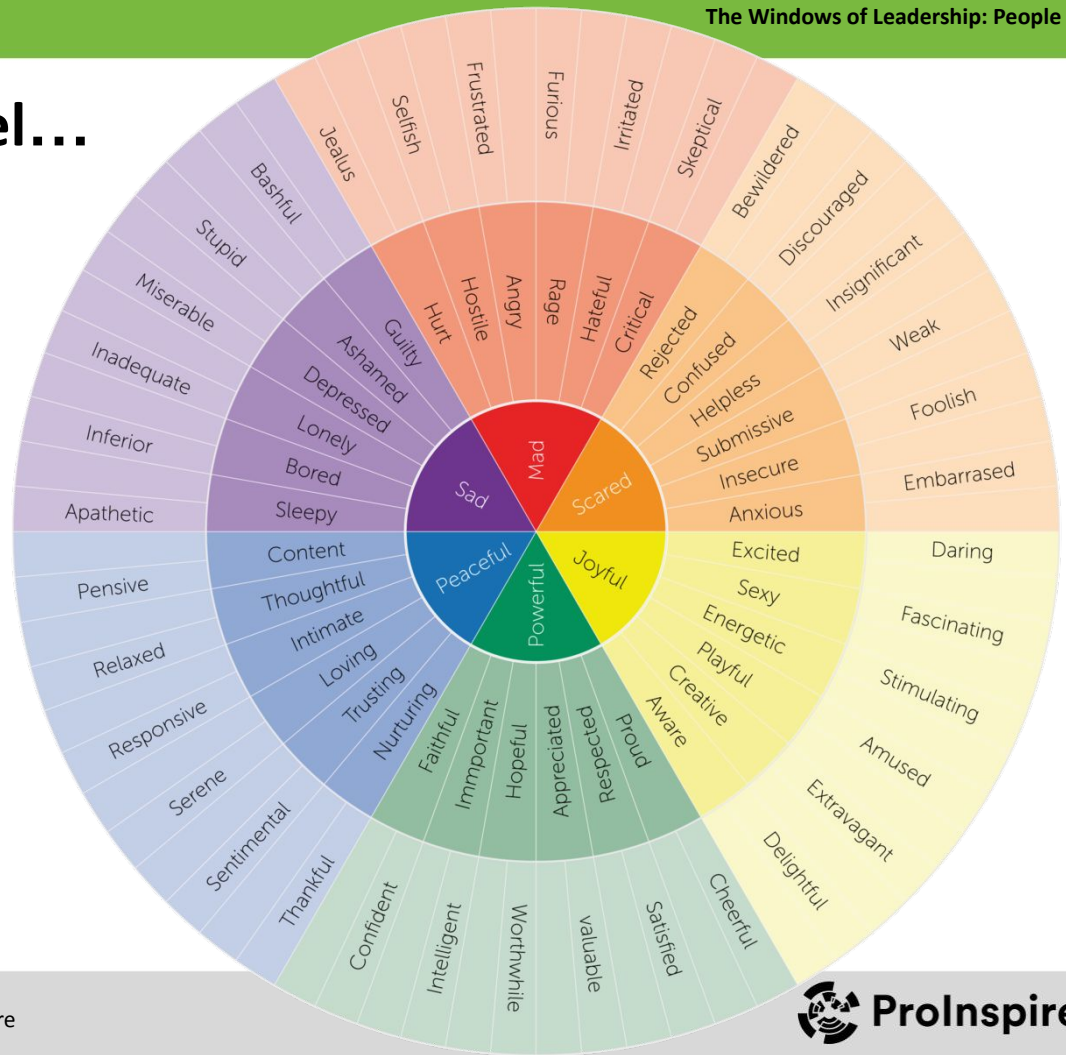 The Windows of Leadership: People
el…
Mad
Scared
Joyful
Powerful
Peaceful
Sad
Hurt
Hostile
Angry
Rage
Hateful
Critical
Rejected
Confused
Helpless
Submissive
Insecure
Anxious
Excited
Sexy
Energetic
Playful
Creative
Aware
Proud
Respected
Appreciated
Hopeful
Immportant
Faithful
Nurturing
Trusting
Loving
Intimate
Thoughtful
Content
Sleepy
Bored
Lonely
Depressed
Ashamed
Guilty
Jealus
Selfish
Frustrated
Furious
Irritated
Skeptical
Bewildered
Discouraged
Insignificant
Weak
Foolish
Embarrased
Daring
Fascinating
Stimulating
Amused
Extravagant
Delightful
Cheerful
Satisfied
valuable
Worthwhile
Intelligent
Confident
Thankful
Sentimental
Serene
Responsive
Relaxed
Pensive
Apathetic
Inferior
Inadequate
Miserable
Stupid
Bashful
re
ProInspire